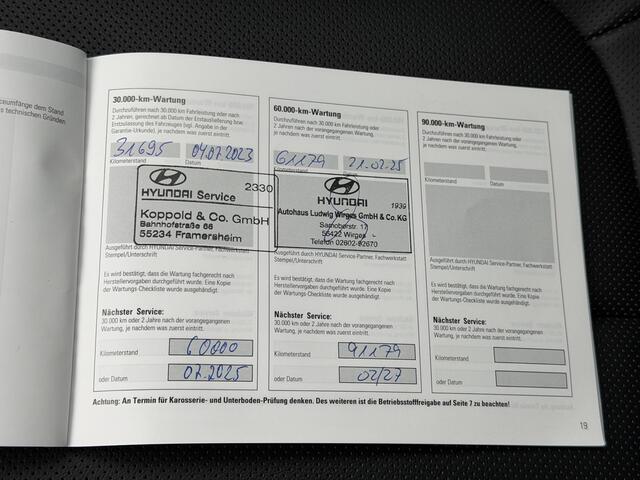 ceumfänge dem Stand
s technischen Gründen
30.000-km-Wartung
Durchzuführen nach 30.000 km Fahrleistung oder nach
2 Jahren, gerechnet ab Datum der Erstauslieferung bzw.
Erstzulassung des Fahrzeuges (vgl. Angabe in der
Garantie-Urkunde), je nachdem was zuerst eintritt.
31695 04.07.2023
Kilometerstand Datum
HYUNDAI Service 2330
Koppold & Co. GmbH
Bahnhofstraße 66
55234 Framersheim
Ausgeführt durch HYUNDAI Service-Partner, Fachwerkstatt
Stempel/Unterschrift
Es wird bestätigt, dass die Wartung fachgerecht nach
Herstellervorgaben durchgeführt wurde. Eine Kopie
der Wartungs-Checkliste wurde ausgehändigt.
Nächster Service:
30.000 km oder 2 Jahre nach der vorangegangenen
Wartung, je nachdem was zuerst eintritt.
Kilometerstand 60000
oder Datum 07.2025
60.000-km-Wartung
Durchzuführen nach 30.000 km Fahrleistung oder
2 Jahren nach der vorangegangenen Wartung,
je nachdem was zuerst eintritt.
61179 21.02.25
Kilometerstand Datum
HYUNDAI
1939
Autohaus Ludwig Wirges GmbH & Co. KG
56422 Wirges
Telefon 02602-92670
Ausgeführt durch HYUNDAI Service-Partner, Fachwerkstatt
Stempel/Unterschrift
Es wird bestätigt, dass die Wartung fachgerecht nach
Herstellervorgaben durchgeführt wurde. Eine Kopie
der Wartungs-Checkliste wurde ausgehändigt.
Nächster Service:
30.000 km oder 2 Jahre nach der vorangegangenen
Wartung, je nachdem was zuerst eintritt.
Kilometerstand 91179
oder Datum 02/27
90.000-km-Wartung
Durchzuführen nach 30.000 km Fahrleistung oder
2 Jahren nach der vorangegangenen Wartung,
je nachdem was zuerst eintritt.
Kilometerstand Datum
Ausgeführt durch HYUNDAI Service-Partner, Fachwerkstatt
Stempel/Unterschrift
Es wird bestätigt, dass die Wartung fachgerecht nach
Herstellervorgaben durchgeführt wurde. Eine Kopie
der Wartungs-Checkliste wurde ausgehändigt.
Nächster Service:
30.000 km oder 2 Jahre nach der vorangegangenen
Wartung, je nachdem was zuerst eintritt.
Kilometerstand
oder Datum
Achtung: An Termin für Karosserie- und Unterboden-Prüfung denken. Des weiteren ist die Betriebsstofffreigabe auf Seite 7 zu beachten!
19